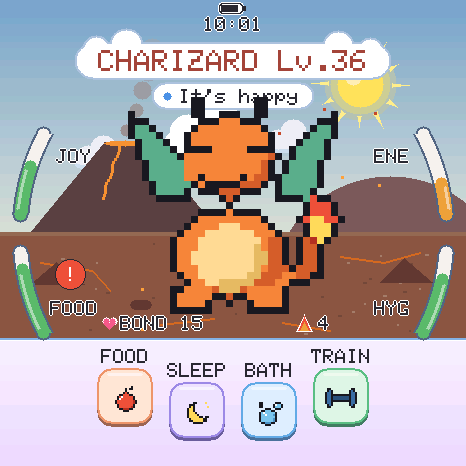 10:01
CHARIZARD Lv.36
It's happy
JOY
ENE
!
FOOD
HYG
BOND 15
4
FOOD
SLEEP
BATH
TRAIN